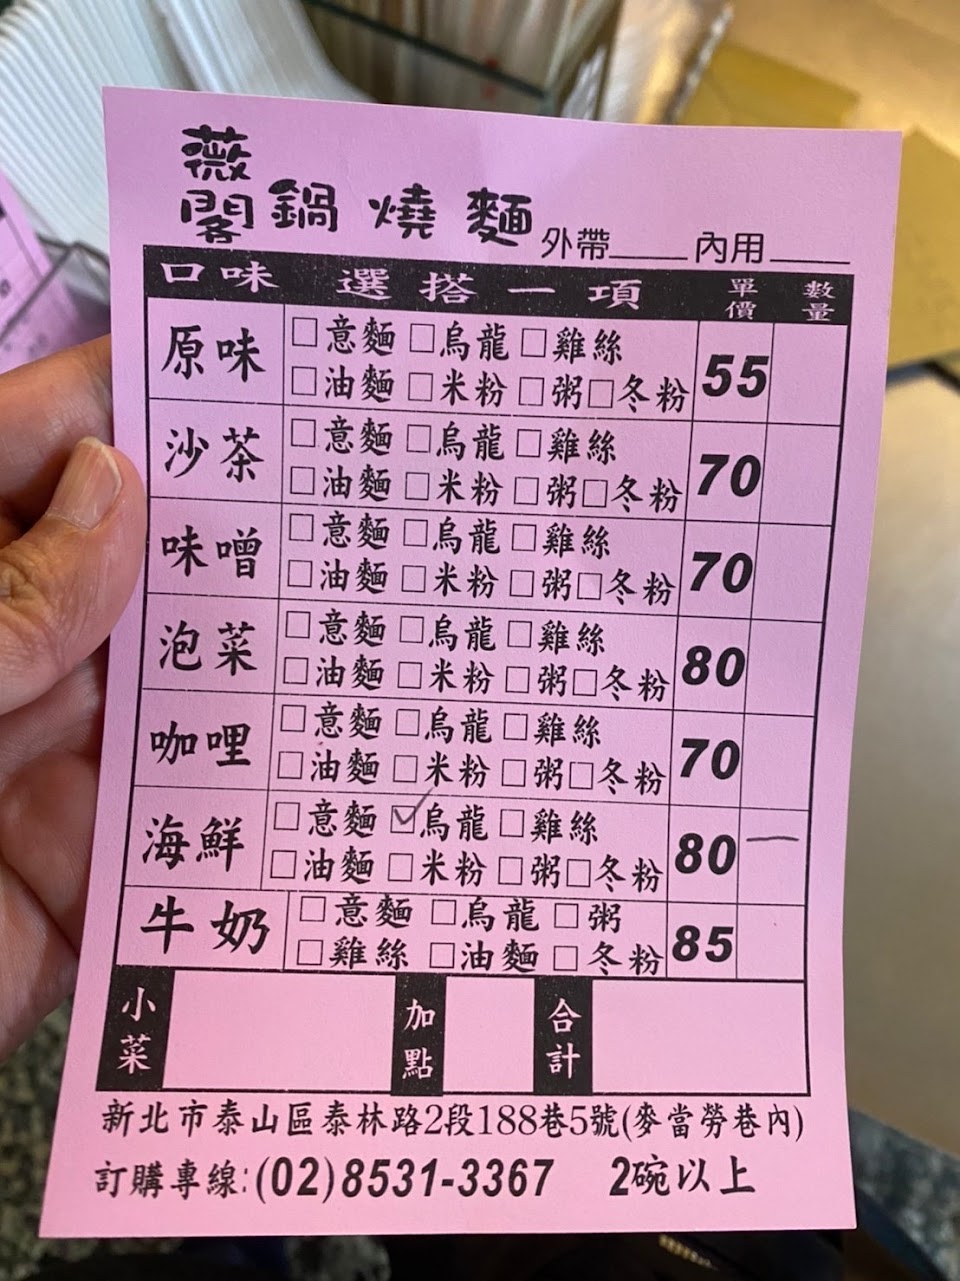 薇閣鍋燒麵 外帶____ 內用____
口味 選搭一項 單價 數量
原味 □意麵 □烏龍 □雞絲 55
□油麵 □米粉 □粥 □冬粉
沙茶 □意麵 □烏龍 □雞絲 70
□油麵 □米粉 □粥 □冬粉
味噌 □意麵 □烏龍 □雞絲 70
□油麵 □米粉 □粥 □冬粉
泡菜 □意麵 □烏龍 □雞絲 80
□油麵 □米粉 □粥 □冬粉
咖哩 □意麵 □烏龍 □雞絲 70
□油麵 □米粉 □粥 □冬粉
海鮮 □意麵 ☑烏龍 □雞絲 80 一
□油麵 □米粉 □粥 □冬粉
牛奶 □意麵 □烏龍 □粥 85
□雞絲 □油麵 □冬粉
小菜 加點 合計
新北市泰山區泰林路2段188巷5號(麥當勞巷內)
訂購專線:(02)8531-3367 2碗以上